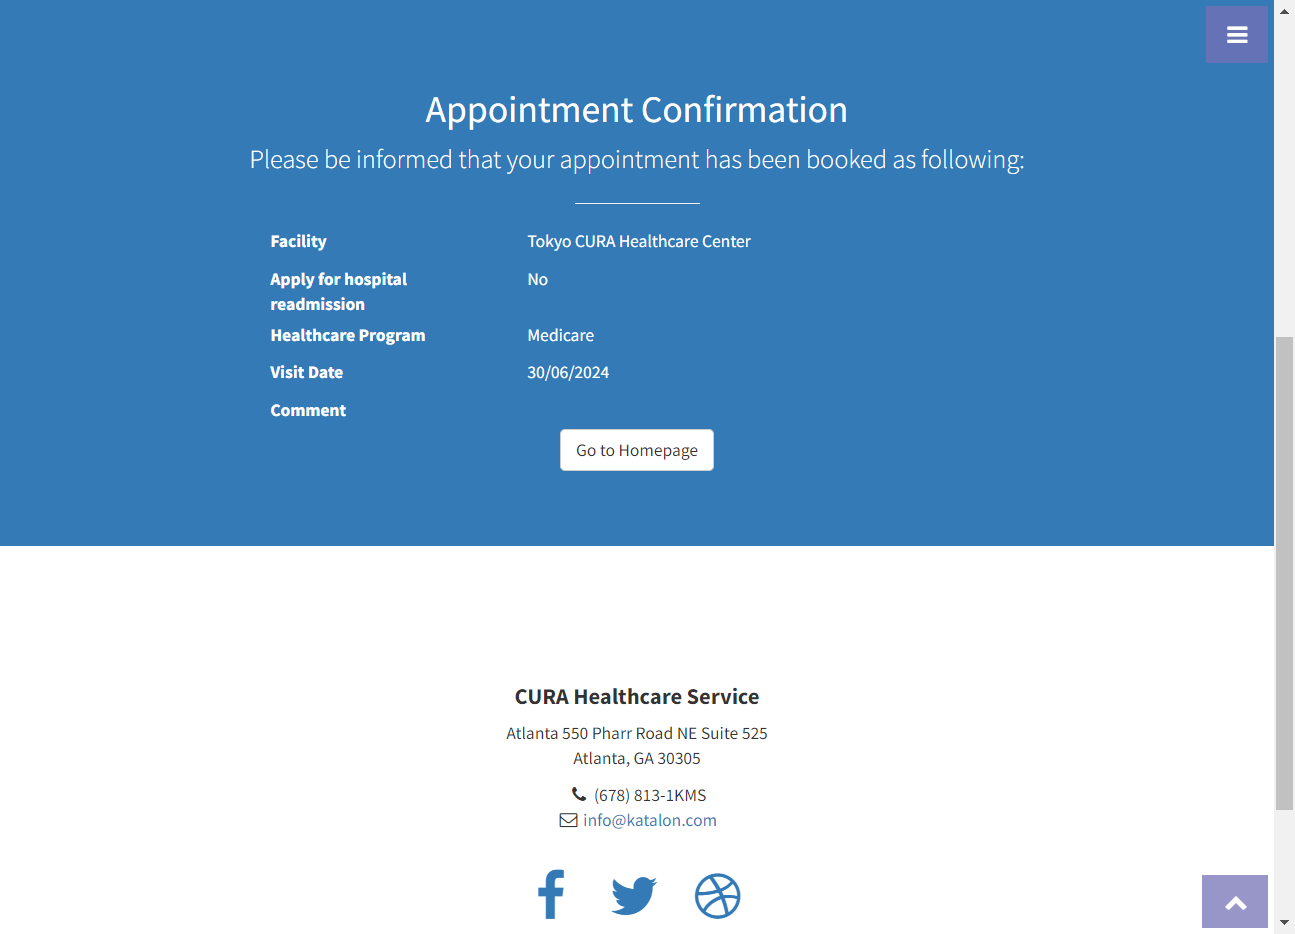 Appointment Confirmation
Please be informed that your appointment has been booked as following:
Facility Tokyo CURA Healthcare Center
Apply for hospital No
readmission
Healthcare Program Medicare
Visit Date 30/06/2024
Comment
Go to Homepage
CURA Healthcare Service
Atlanta 550 Pharr Road NE Suite 525
Atlanta, GA 30305
(678) 813-1KMS
info@katalon.com